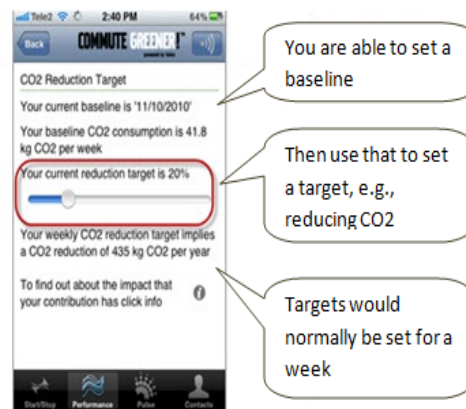 Tele2 2:40 PM 64%
Back COMMUTE GREENER!
CO2 Reduction Target
Your current baseline is '11/10/2010'
Your baseline CO2 consumption is 41.8
kg CO2 per week
Your current reduction target is 20%
Your weekly CO2 reduction target implies
a CO2 reduction of 435 kg CO2 per year
To find out about the impact that
your contribution has click info
i
Start/Stop Performance Pulse Contacts
You are able to set a
baseline
Then use that to set
a target, e.g.,
reducing CO2
Targets would
normally be set for a
week